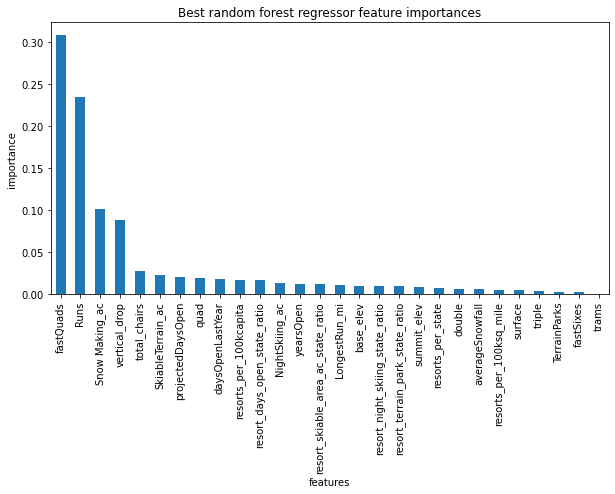 Best random forest regressor feature importances
importance
0.30
0.25
0.20
0.15
0.10
0.05
0.00
fastQuads
Runs
Snow Making_ac
vertical_drop
total_chairs
SkiableTerrain_ac
projectedDaysOpen
quad
daysOpenLastYear
resorts_per_100kcapita
resort_days_open_state_ratio
NightSkiing_ac
yearsOpen
resort_skiable_area_ac_state_ratio
LongestRun_mi
base_elev
resort_night_skiing_state_ratio
resort_terrain_park_state_ratio
summit_elev
resorts_per_state
double
averageSnowfall
resorts_per_100ksq_mile
surface
triple
TerrainParks
fastSixes
trams
features